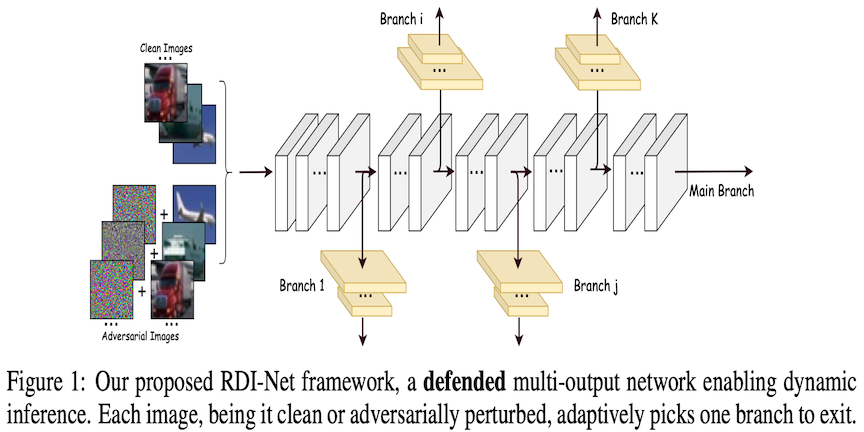 Clean Images
...
Branch i
...
Branch K
...
...
...
...
...
...
Main Branch
+
+
+
... ...
Adversarial Images
Branch 1
...
Branch j
...
Figure 1: Our proposed RDI-Net framework, a defended multi-output network enabling dynamic
inference. Each image, being it clean or adversarially perturbed, adaptively picks one branch to exit.